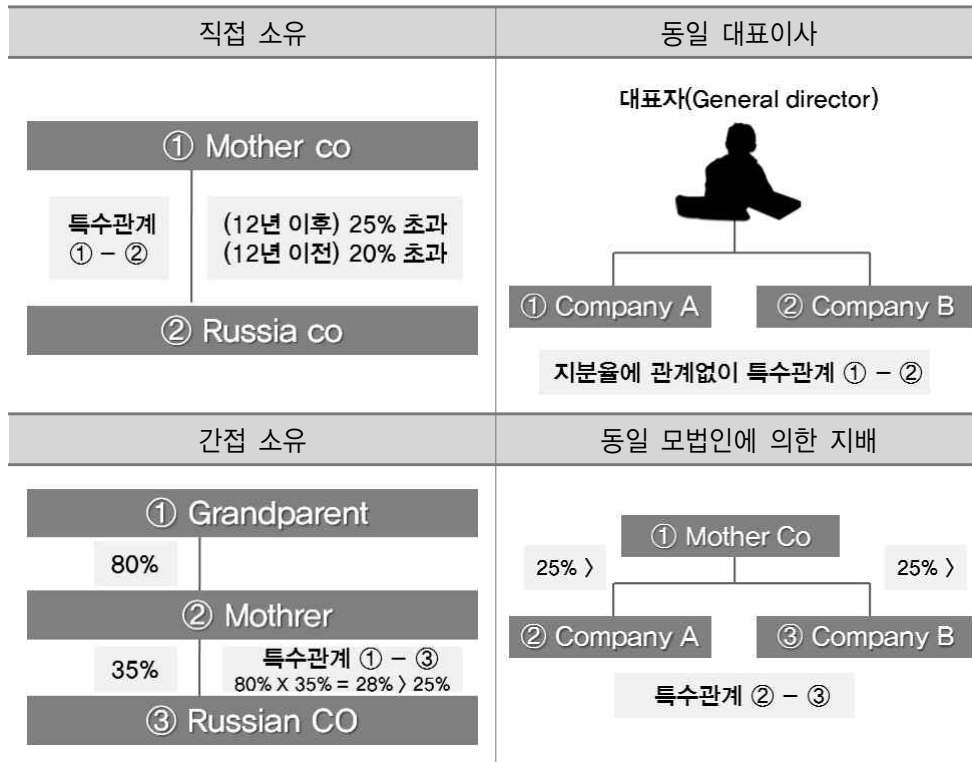 직접 소유
① Mother co
특수관계
① - ②
(12년 이후) 25% 초과
(12년 이전) 20% 초과
② Russia co
동일 대표이사
대표자(General director)
① Company A
② Company B
지분율에 관계없이 특수관계 ① - ②
간접 소유
① Grandparent
80%
② Mothrer
35%
특수관계 ① - ③
80% X 35% = 28% 〉 25%
③ Russian CO
동일 모법인에 의한 지배
① Mother Co
25% 〉
25% 〉
② Company A
③ Company B
특수관계 ② - ③